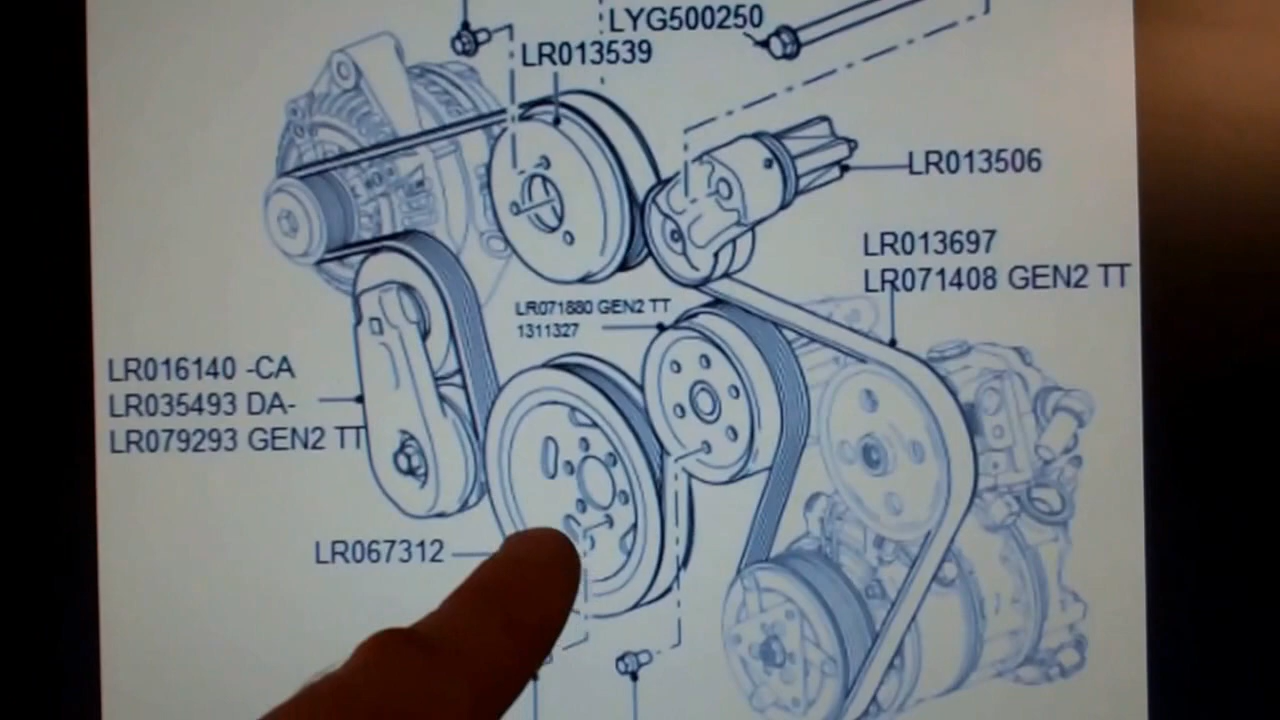 LYG500250
LR013539
LR013506
LR013697
LR071408 GEN2 TT
LR071880 GEN2 TT
1311327
LR016140 -CA
LR035493 DA-
LR079293 GEN2 TT
LR067312